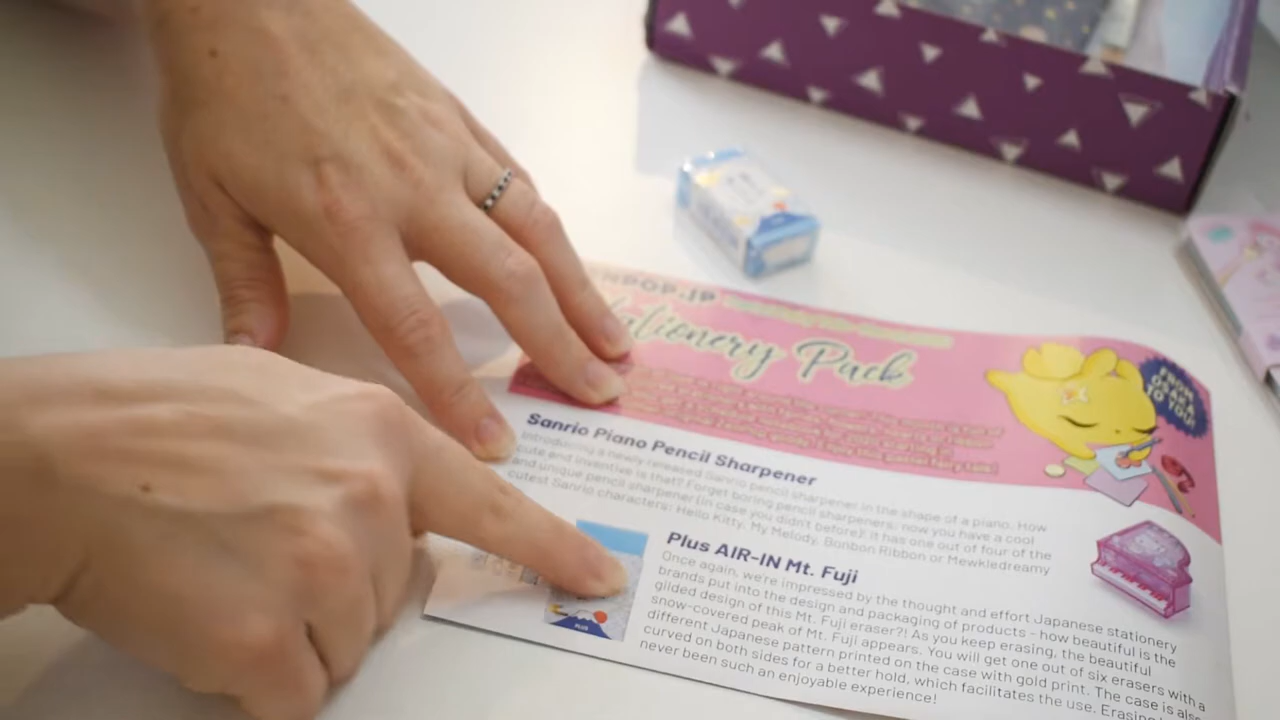 NPOP.JP
Stationery Pack
FROM
OSAKA
TO YOU!
Sanrio Piano Pencil Sharpener
Introducing a newly released Sanrio pencil sharpener in the shape of a piano. How
cute and inventive is that? Forget boring pencil sharpeners: now you have a cool
and unique pencil sharpener (in case you didn't before)! It has one out of four of the
cutest Sanrio characters: Hello Kitty, My Melody, Bonbon Ribbon or Mewkledreamy
Plus AIR-IN Mt. Fuji
Once again, we're impressed by the thought and effort Japanese stationery
brands put into the design and packaging of products - how beautiful is the
gilded design of this Mt. Fuji eraser?! As you keep erasing, the beautiful
snow-covered peak of Mt. Fuji appears. You will get one out of six erasers with a
different Japanese pattern printed on the case with gold print. The case is also
curved on both sides for a better hold, which facilitates the use. Erasing
never been such an enjoyable experience!
PLUS